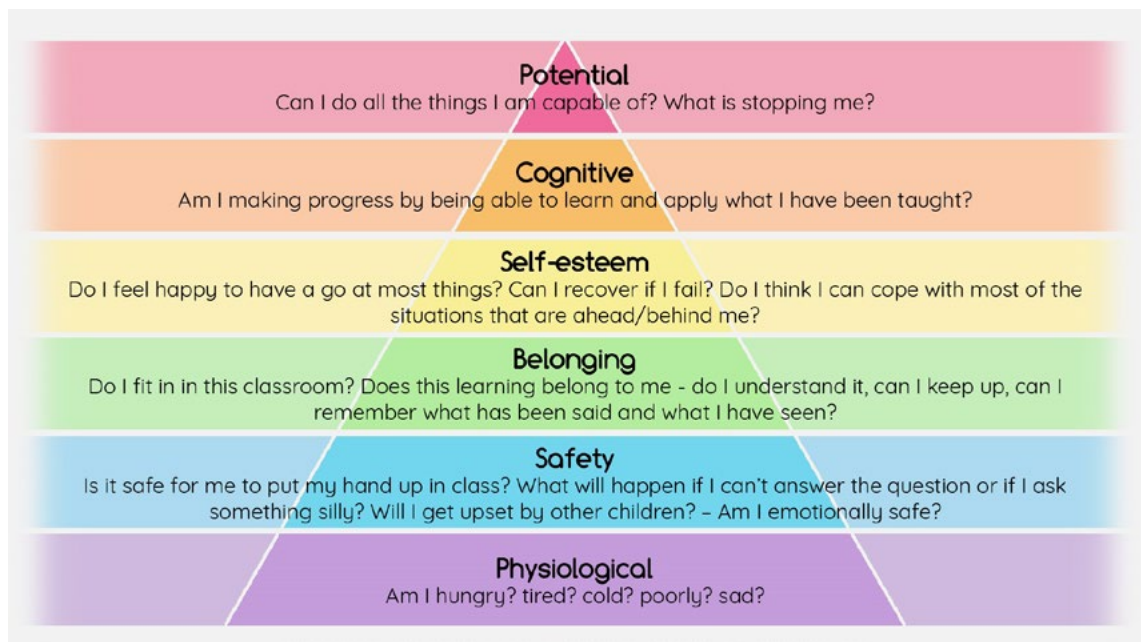 Potential
Can I do all the things I am capable of? What is stopping me?
Cognitive
Am I making progress by being able to learn and apply what I have been taught?
Self-esteem
Do I feel happy to have a go at most things? Can I recover if I fail? Do I think I can cope with most of the
situations that are ahead/behind me?
Belonging
Do I fit in in this classroom? Does this learning belong to me - do I understand it, can I keep up, can I
remember what has been said and what I have seen?
Safety
Is it safe for me to put my hand up in class? What will happen if I can't answer the question or if I ask
something silly? Will I get upset by other children? – Am I emotionally safe?
Physiological
Am I hungry? tired? cold? poorly? sad?